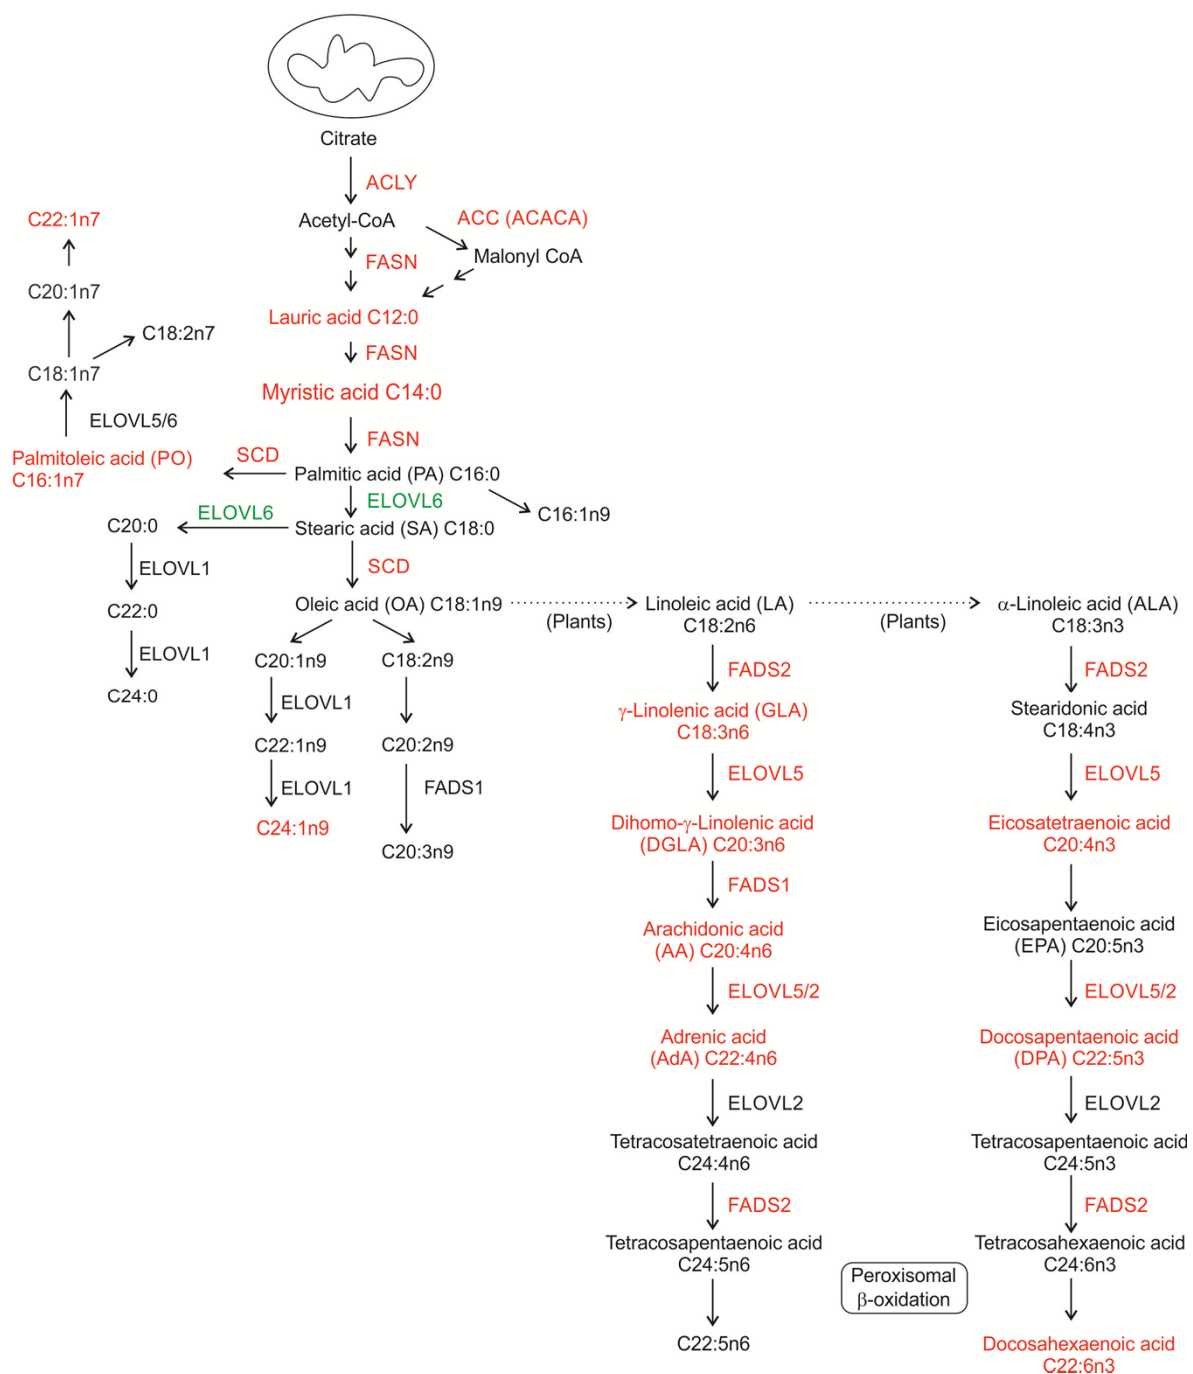 Citrate
ACLY
Acetyl-CoA
ACC (ACACA)
Malonyl CoA
FASN
Lauric acid C12:0
FASN
Myristic acid C14:0
FASN
Palmitic acid (PA) C16:0
C22:1n7
C20:1n7
C18:2n7
C18:1n7
ELOVL5/6
Palmitoleic acid (PO)
C16:1n7
SCD
ELOVL6
C16:1n9
Stearic acid (SA) C18:0
ELOVL6
C20:0
ELOVL1
C22:0
ELOVL1
C24:0
SCD
Oleic acid (OA) C18:1n9
C20:1n9
ELOVL1
C22:1n9
ELOVL1
C24:1n9
C18:2n9
C20:2n9
FADS1
C20:3n9
(Plants)
Linoleic acid (LA)
C18:2n6
FADS2
γ-Linolenic acid (GLA)
C18:3n6
ELOVL5
Dihomo-γ-Linolenic acid
(DGLA) C20:3n6
FADS1
Arachidonic acid
(AA) C20:4n6
ELOVL5/2
Adrenic acid
(AdA) C22:4n6
ELOVL2
Tetracosatetraenoic acid
C24:4n6
FADS2
Tetracosapentaenoic acid
C24:5n6
C22:5n6
(Plants)
α-Linoleic acid (ALA)
C18:3n3
FADS2
Stearidonic acid
C18:4n3
ELOVL5
Eicosatetraenoic acid
C20:4n3
Eicosapentaenoic acid
(EPA) C20:5n3
ELOVL5/2
Docosapentaenoic acid
(DPA) C22:5n3
ELOVL2
Tetracosapentaenoic acid
C24:5n3
FADS2
Tetracosahexaenoic acid
C24:6n3
Peroxisomal
β-oxidation
Docosahexaenoic acid
C22:6n3